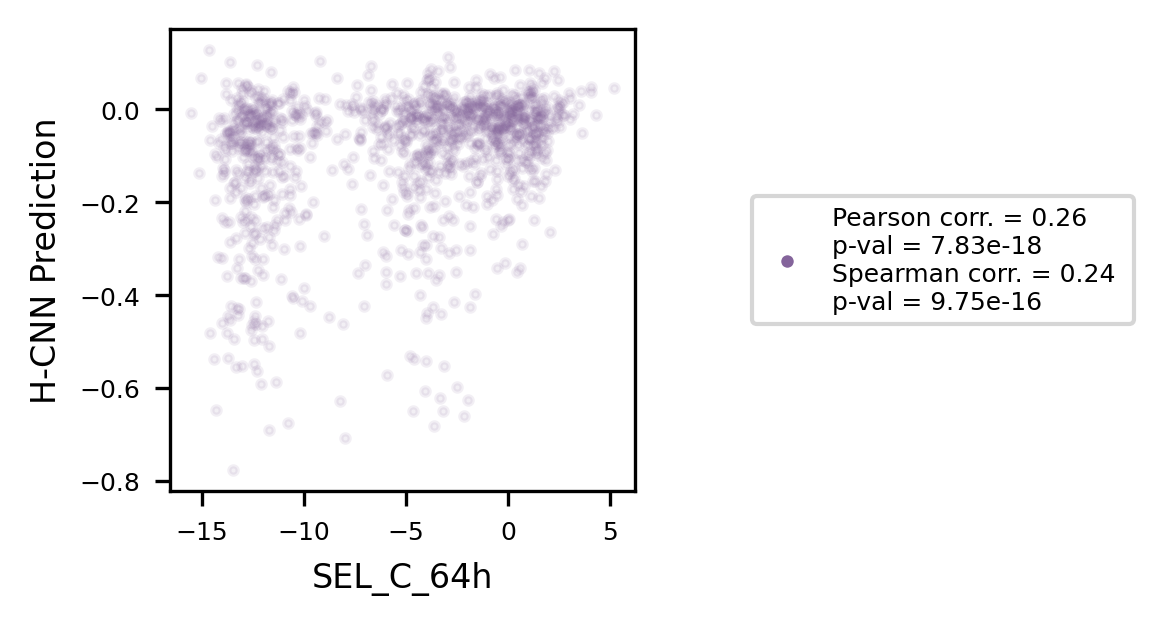 H-CNN Prediction
0.0
−0.2
−0.4
−0.6
−0.8
−15
−10
−5
0
5
SEL_C_64h
Pearson corr. = 0.26
p-val = 7.83e-18
Spearman corr. = 0.24
p-val = 9.75e-16